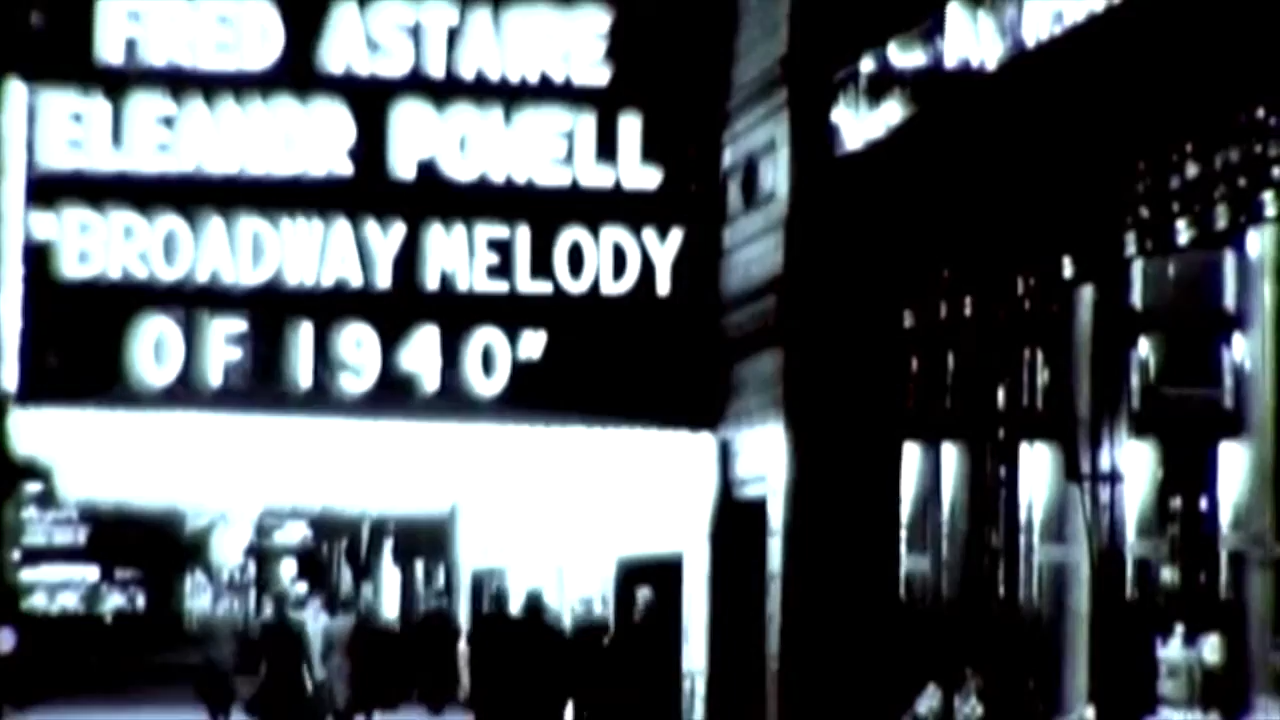 FRED ASTAIRE
ELEANOR POWELL
"BROADWAY MELODY
OF 1940"